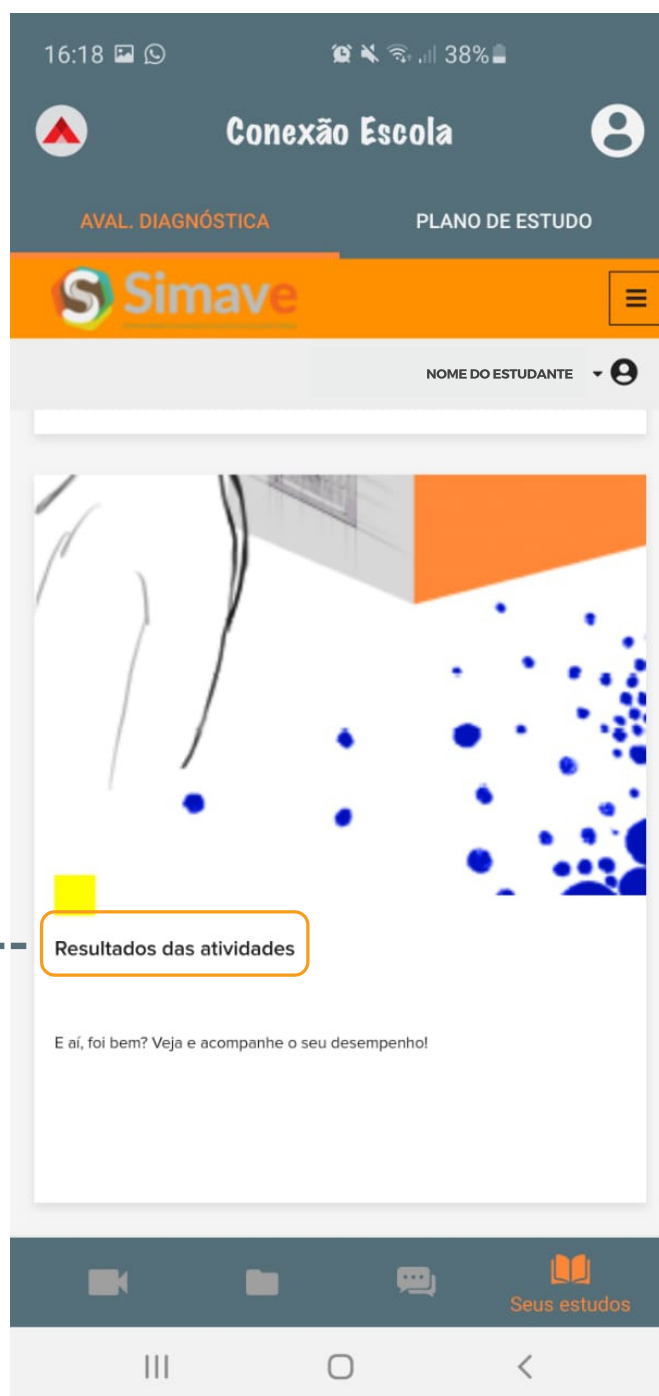 16:18 38%
Conexão Escola
AVAL. DIAGNÓSTICA PLANO DE ESTUDO
Simave
NOME DO ESTUDANTE
Resultados das atividades
E aí, foi bem? Veja e acompanhe o seu desempenho!
Seus estudos